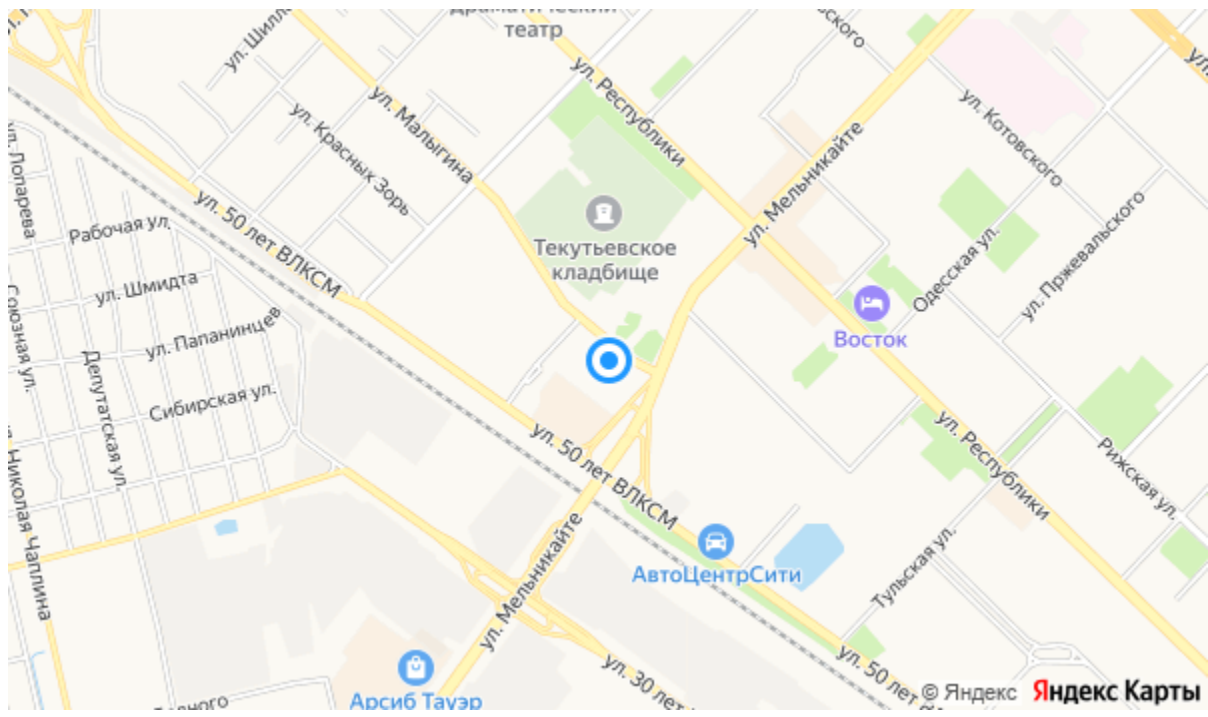 драматический
театр
ул. Шилл
ул. Республики
ского
ул. Малыгина
ул. Красных Зорь
ул. Котовского
ул. Мельникайте
ул. Лопарева
Рабочая ул.
ул. 50 лет ВЛКСМ
Текутьевское
кладбище
Одесская ул.
ул. Пржевальского
ул. Шмидта
Союзная ул.
ул. Папанинцев
Восток
Депутатская ул.
Сибирская ул.
ул. 50 лет ВЛКСМ
ул. Республики
Рижская ул.
ул. Николая Чаплина
АвтоЦентрСити
Тульская ул.
ул. Мельникайте
Арсиб Тауэр
ул. 30 лет
ул. 50 лет
© Яндекс Яндекс Карты